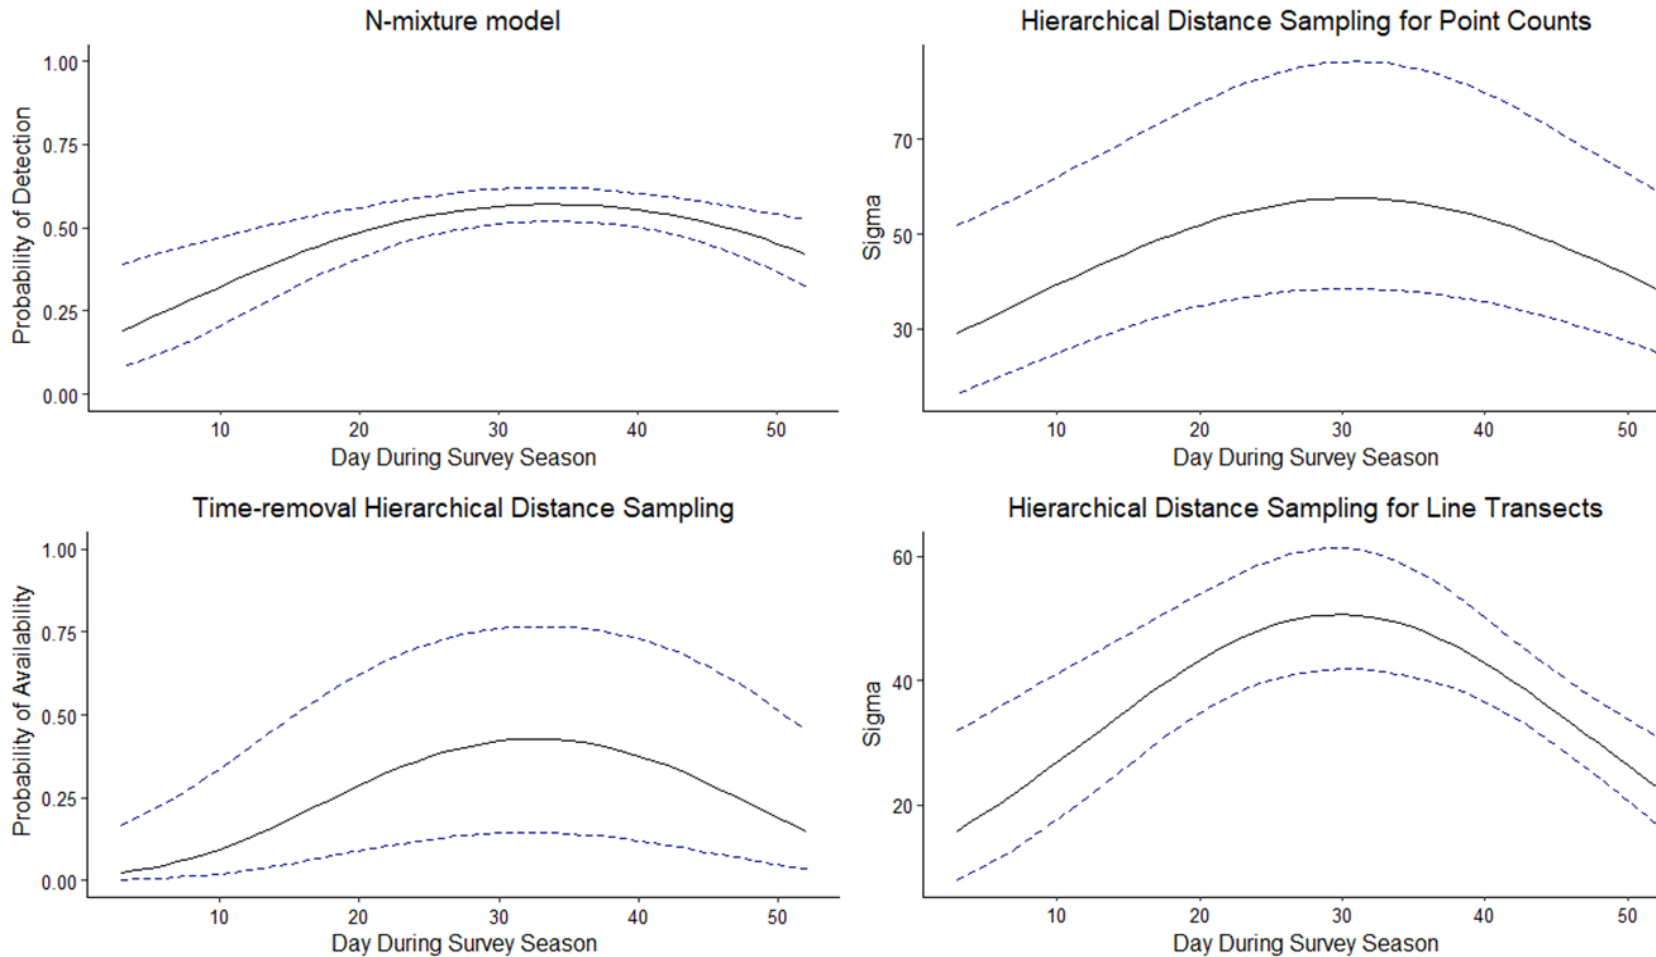 N-mixture model
1.00
0.75
0.50
0.25
0.00
Probability of Detection
10 20 30 40 50
Day During Survey Season
Hierarchical Distance Sampling for Point Counts
70
50
30
Sigma
10 20 30 40 50
Day During Survey Season
Time-removal Hierarchical Distance Sampling
1.00
0.75
0.50
0.25
0.00
Probability of Availability
10 20 30 40 50
Day During Survey Season
Hierarchical Distance Sampling for Line Transects
60
40
20
Sigma
10 20 30 40 50
Day During Survey Season